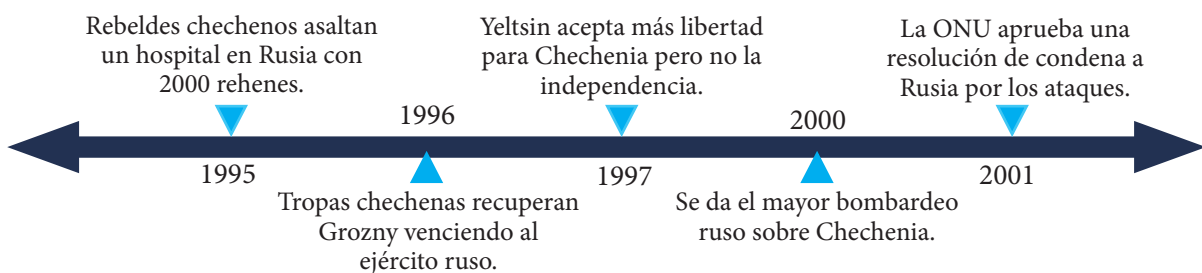 Rebeldes chechenos asaltan
un hospital en Rusia con
2000 rehenes.
1995
1996
Tropas chechenas recuperan
Grozny venciendo al
ejército ruso.
Yeltsin acepta más libertad
para Chechenia pero no la
independencia.
1997
2000
Se da el mayor bombardeo
ruso sobre Chechenia.
La ONU aprueba una
resolución de condena a
Rusia por los ataques.
2001